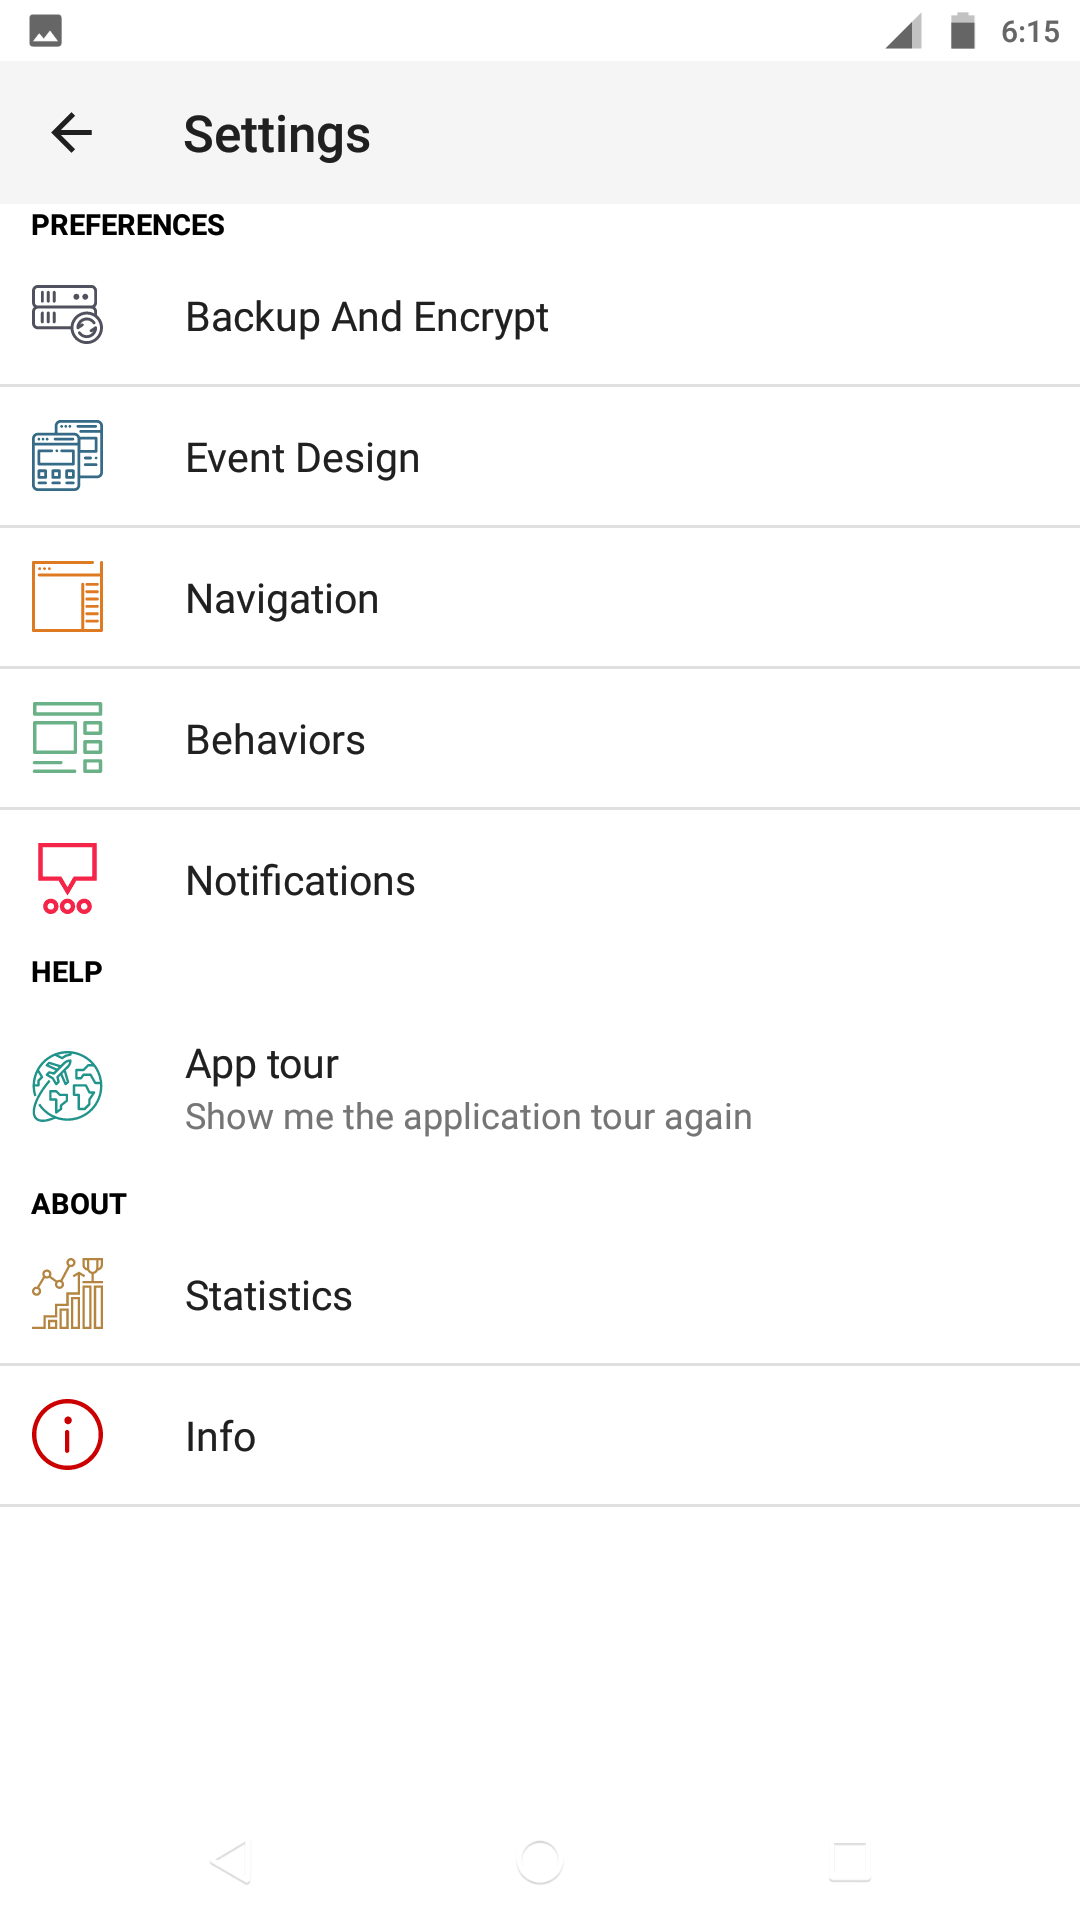 6:15
Settings
PREFERENCES
Backup And Encrypt
Event Design
Navigation
Behaviors
Notifications
HELP
App tour
Show me the application tour again
ABOUT
Statistics
Info